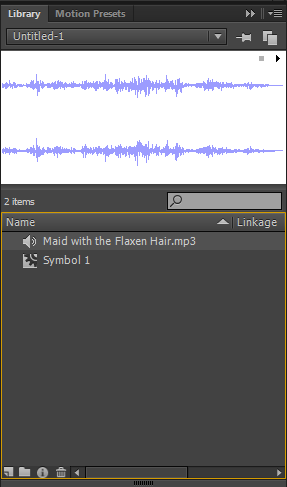 Library Motion Presets
Untitled-1
2 items
Name Linkage
Maid with the Flaxen Hair.mp3
Symbol 1